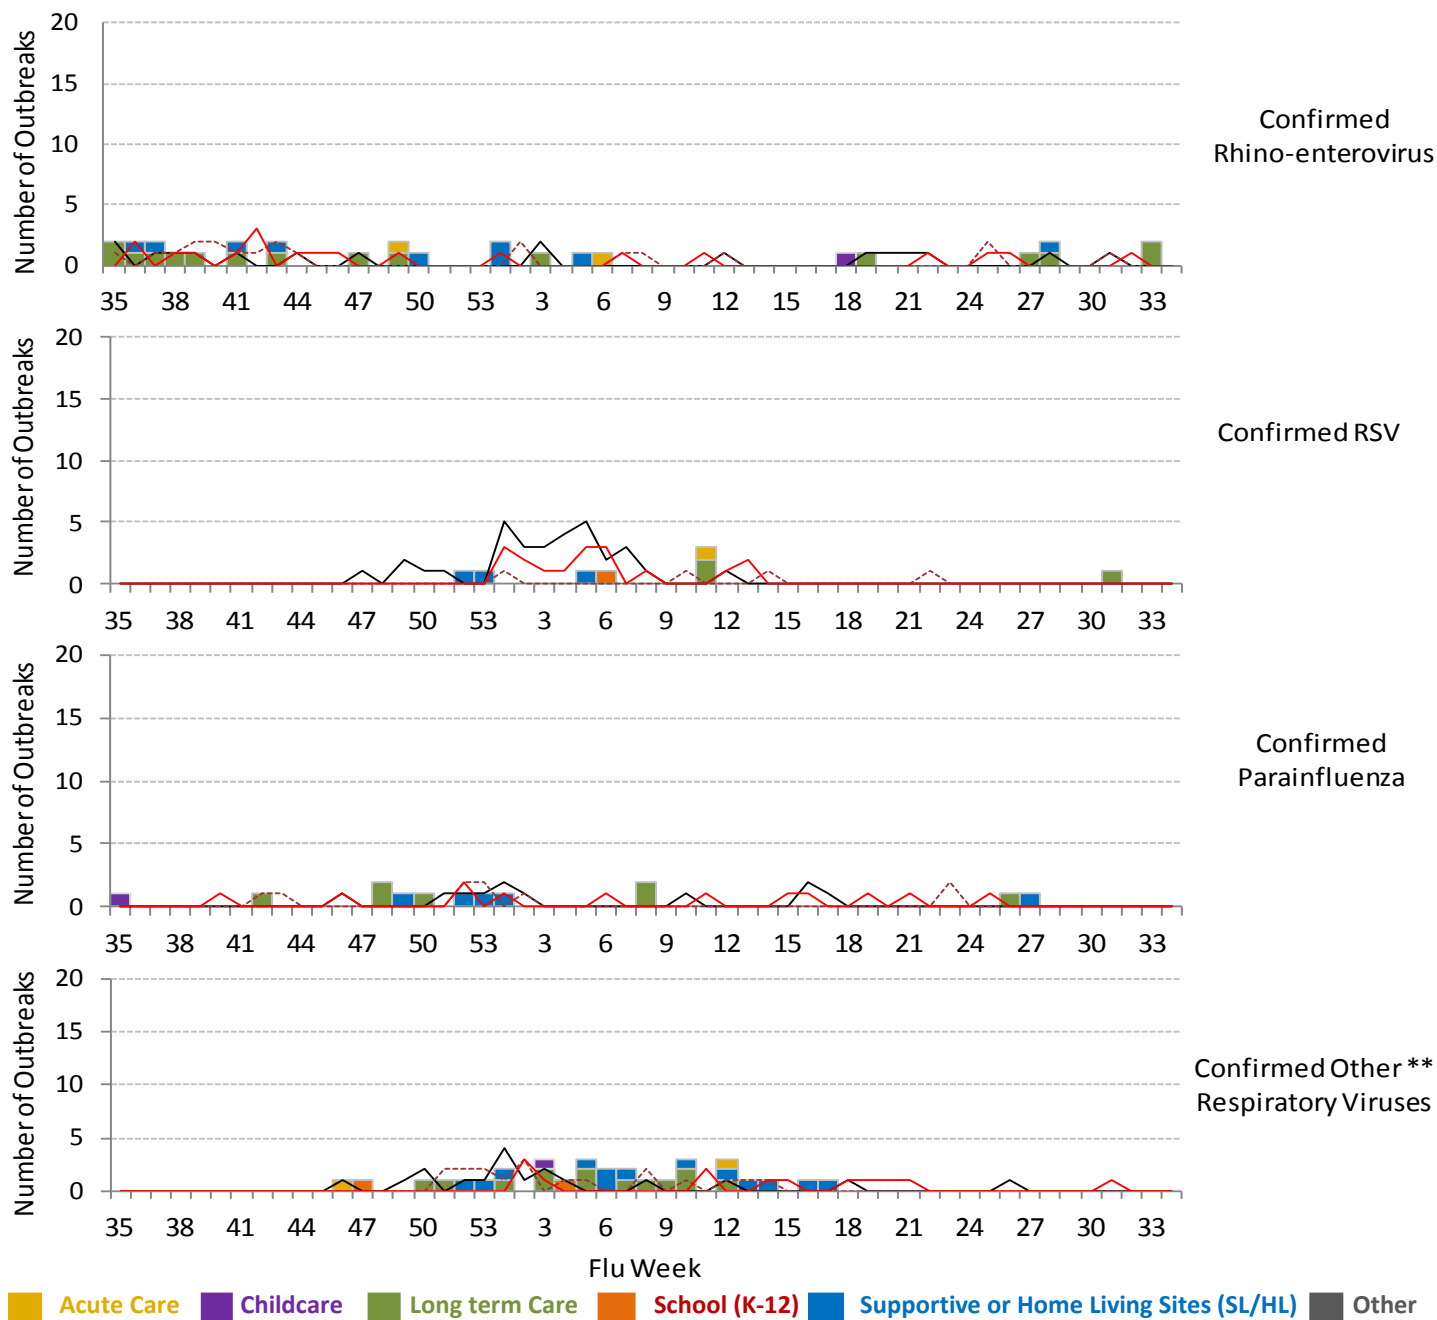 20
15
10
5
0
Number of Outbreaks
35 38 41 44 47 50 53 3 6 9 12 18 21 24 27 30 33
Confirmed
Rhino-enterovirus
20
15
10
5
0
Number of Outbreaks
35 38 41 44 47 50 53 3 6 9 12 18 21 24 27 30 33
Confirmed RSV
20
15
10
5
0
Number of Outbreaks
35 38 41 44 47 50 53 3 6 9 12 15 18 21 24 27 30 33
Confirmed
Parainfluenza
20
15
10
5
0
Number of Outbreaks
35 38 41 44 47 50 53 3 6 9 12 15 18 21 24 27 30 33
Confirmed Other **
Respiratory Viruses
Flu Week
Acute Care Childcare Long term Care School (K-12) Supportive or Home Living Sites (SL/HL) Other